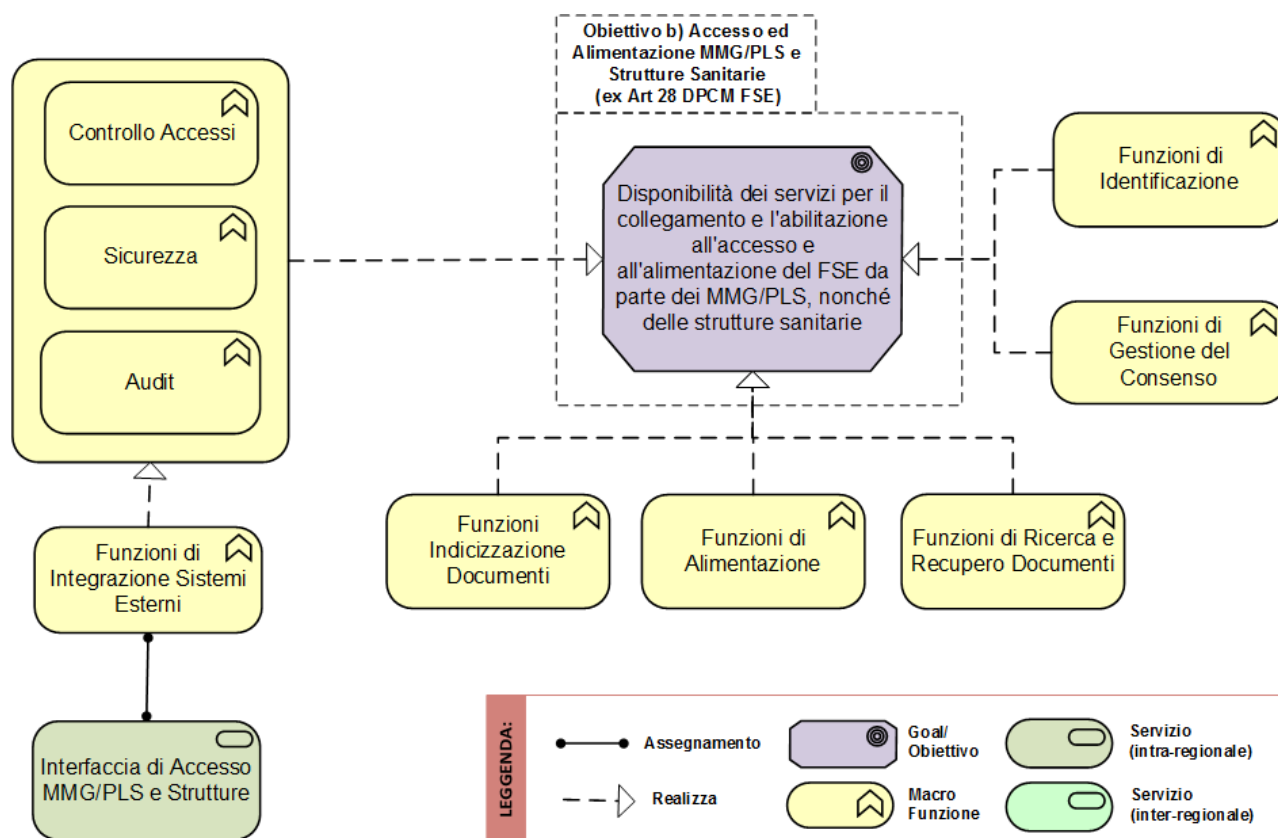 Obiettivo b) Accesso ed
Alimentazione MMG/PLS e
Strutture Sanitarie
(ex Art 28 DPCM FSE)
Controllo Accessi
Sicurezza
Audit
Disponibilità dei servizi per il
collegamento e l'abilitazione
all'accesso e
all'alimentazione del FSE da
parte dei MMG/PLS, nonché
delle strutture sanitarie
Funzioni di
Identificazione
Funzioni di
Gestione del
Consenso
Funzioni
Indicizzazione
Documenti
Funzioni di
Alimentazione
Funzioni di Ricerca e
Recupero Documenti
Funzioni di
Integrazione Sistemi
Esterni
Interfaccia di Accesso
MMG/PLS e Strutture
LEGGENDA:
Assegnamento
Realizza
Goal/
Obiettivo
Macro
Funzione
Servizio
(intra-regionale)
Servizio
(inter-regionale)